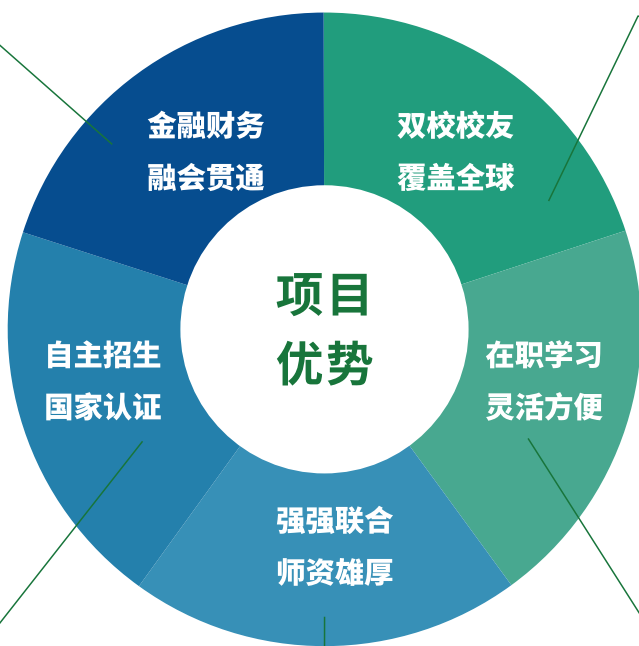 金融财务
融会贯通
双校校友
覆盖全球
项目
优势
自主招生
国家认证
在职学习
灵活方便
强强联合
师资雄厚